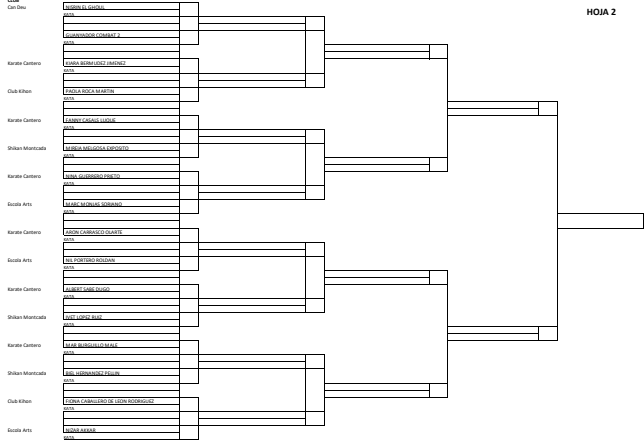 CLUB
HOJA 2
Can Deu NISRIN EL GHOUL
KATA
GUANYADOR COMBAT 2
KATA
Karate Cantero KIARA BERMUDEZ JIMENEZ
KATA
Club Kihon PAOLA ROCA MARTIN
KATA
Karate Cantero FANNY CASALS LUQUE
KATA
Shikan Montcada MIREIA MELGOSA EXPOSITO
KATA
Karate Cantero NINA GUERRERO PRIETO
KATA
Escola Arts MARC MONJAS SORIANO
KATA
Karate Cantero ARON CARRASCO OLARTE
KATA
Escola Arts NIL PORTERO ROLDAN
KATA
Karate Cantero ALBERT SABE DUGO
KATA
Shikan Montcada IVET LOPEZ RUIZ
KATA
Karate Cantero MAR BURGUILLO MALE
KATA
Shikan Montcada BIEL HERNANDEZ PELLIN
KATA
Club Kihon FIONA CABALLERO DE LEON RODRIGUEZ
KATA
Escola Arts NIZAR AKKAR
KATA